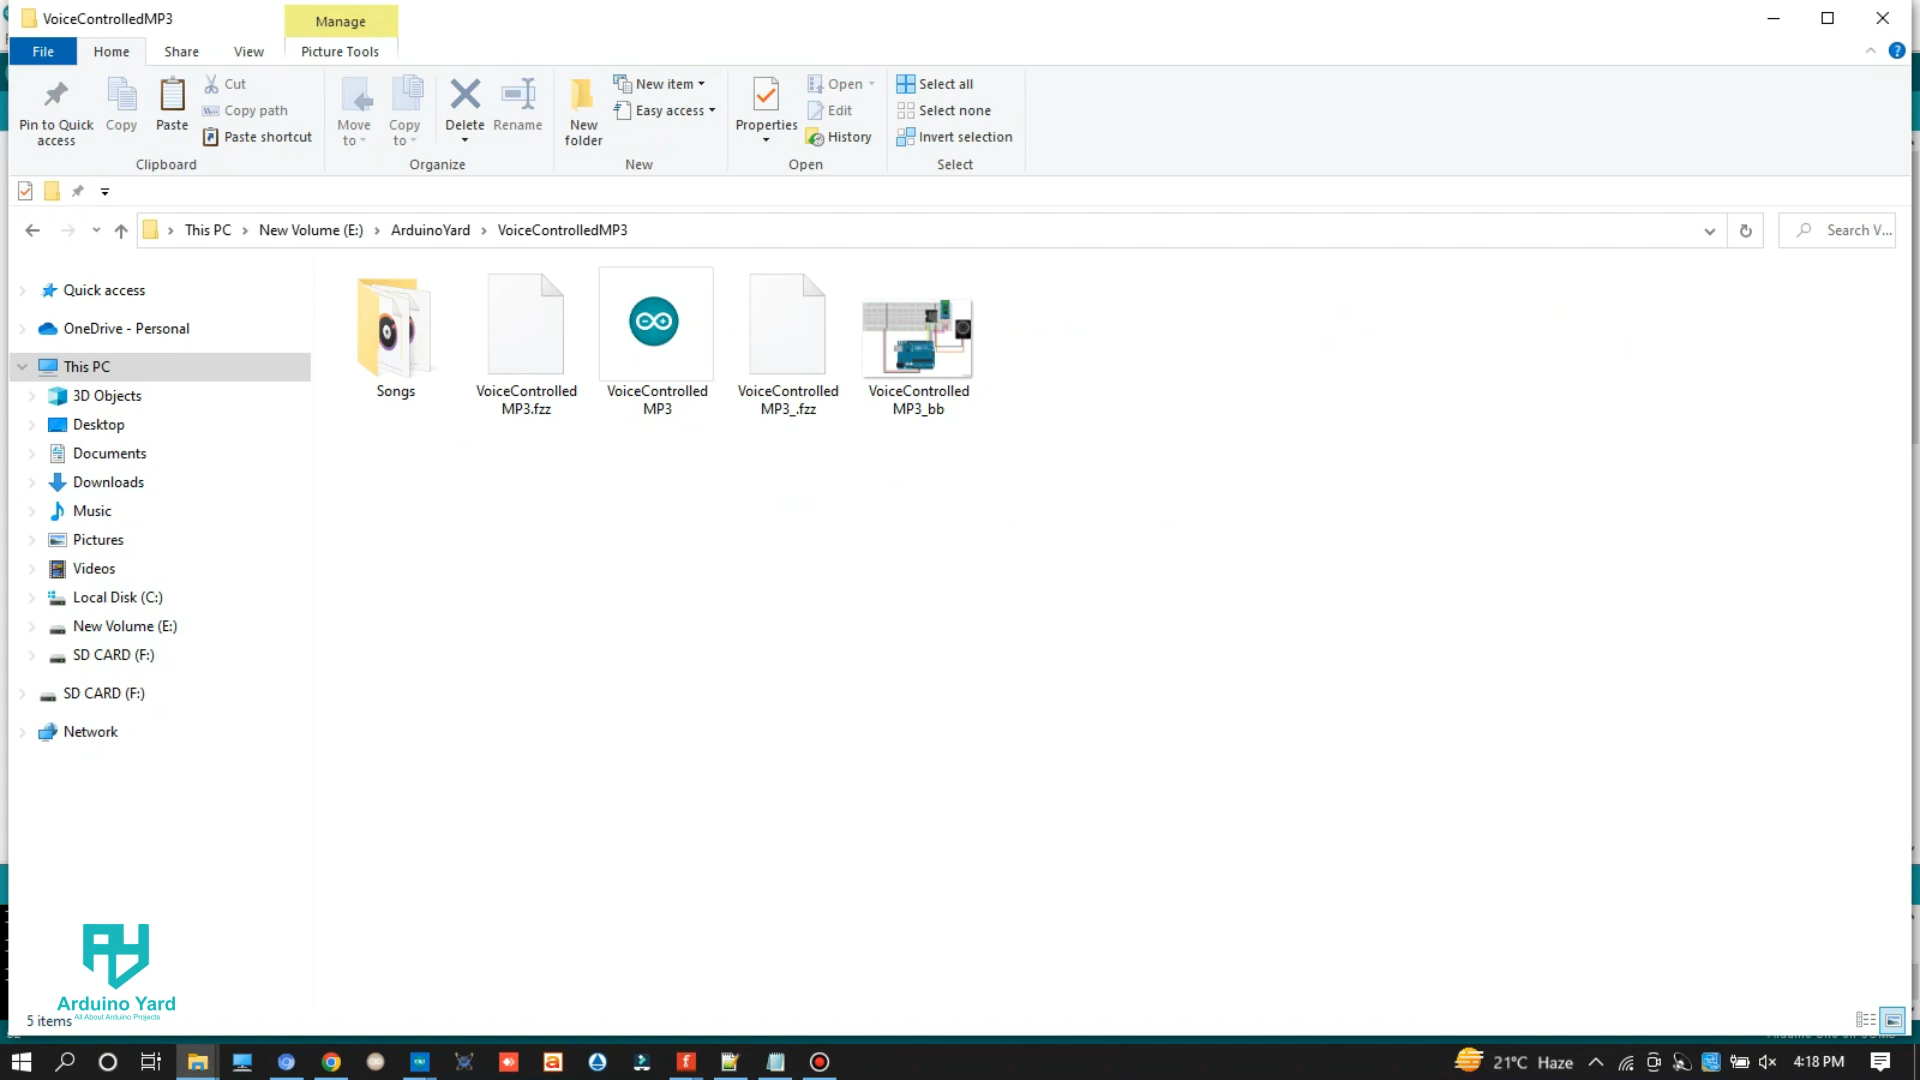 VoiceControlledMP3
Manage
File
Home
Share
View
Picture Tools
Pin to Quick access
Copy
Paste
Cut
Copy path
Paste shortcut
Clipboard
Move to
Copy to
Delete
Rename
Organize
New folder
New item
Easy access
New
Properties
Open
Edit
History
Open
Select all
Select none
Invert selection
Select
This PC
New Volume (E:)
ArduinoYard
VoiceControlledMP3
Search V...
Quick access
OneDrive - Personal
This PC
3D Objects
Desktop
Documents
Downloads
Music
Pictures
Videos
Local Disk (C:)
New Volume (E:)
SD CARD (F:)
SD CARD (F:)
Network
Songs
VoiceControlled
MP3.fzz
VoiceControlled
MP3
VoiceControlled
MP3_.fzz
VoiceControlled
MP3_bb
Arduino Yard
All About Arduino Projects
5 items
21°C Haze
4:18 PM